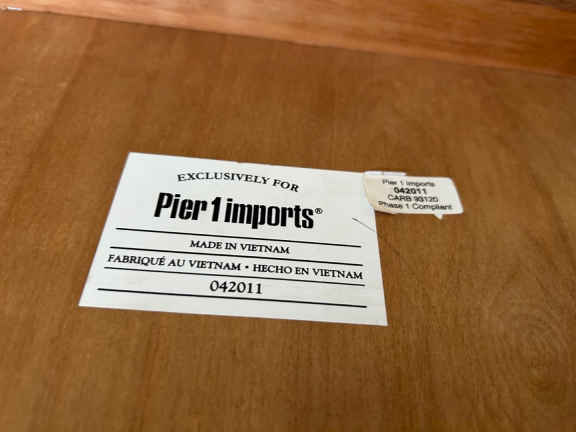 EXCLUSIVELY FOR
Pier 1 imports®
MADE IN VIETNAM
FABRIQUÉ AU VIETNAM • HECHO EN VIETNAM
042011
Pier 1 imports
042011
CARB 93120
Phase 1 Compliant